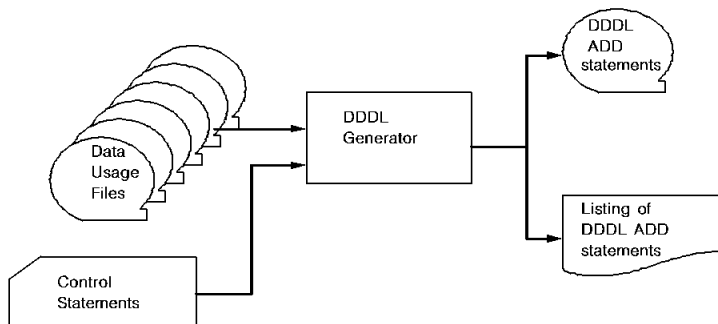 DDDL
ADD
statements
DDDL
Generator
Data
Usage
Files
Listing of
DDDL ADD
statements
Control
Statements